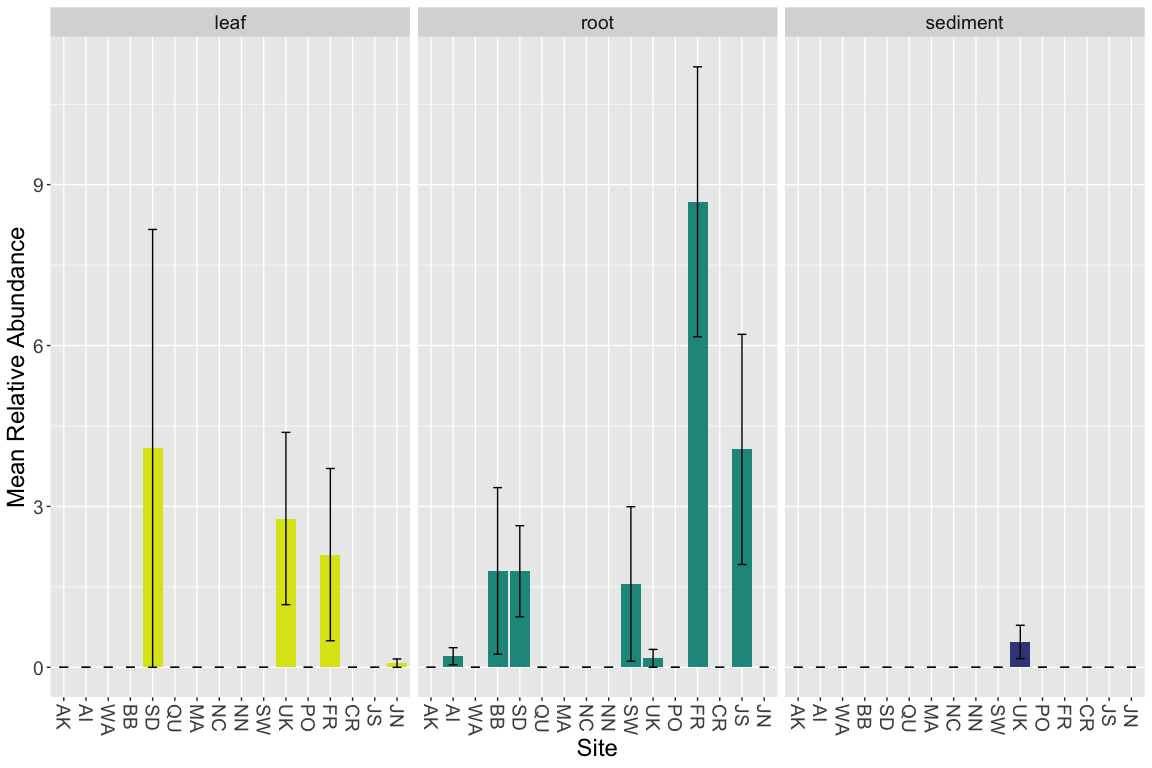 leaf root sediment
Mean Relative Abundance
9
6
3
0
AK AI WA BB SD QU MA NC NN SW UK PO FR CR JS JN AK AI WA BB SD QU MA NC NN SW UK PO FR CR JS JN AK AI WA BB SD QU MA NC NN SW UK PO FR CR JS JN
Site